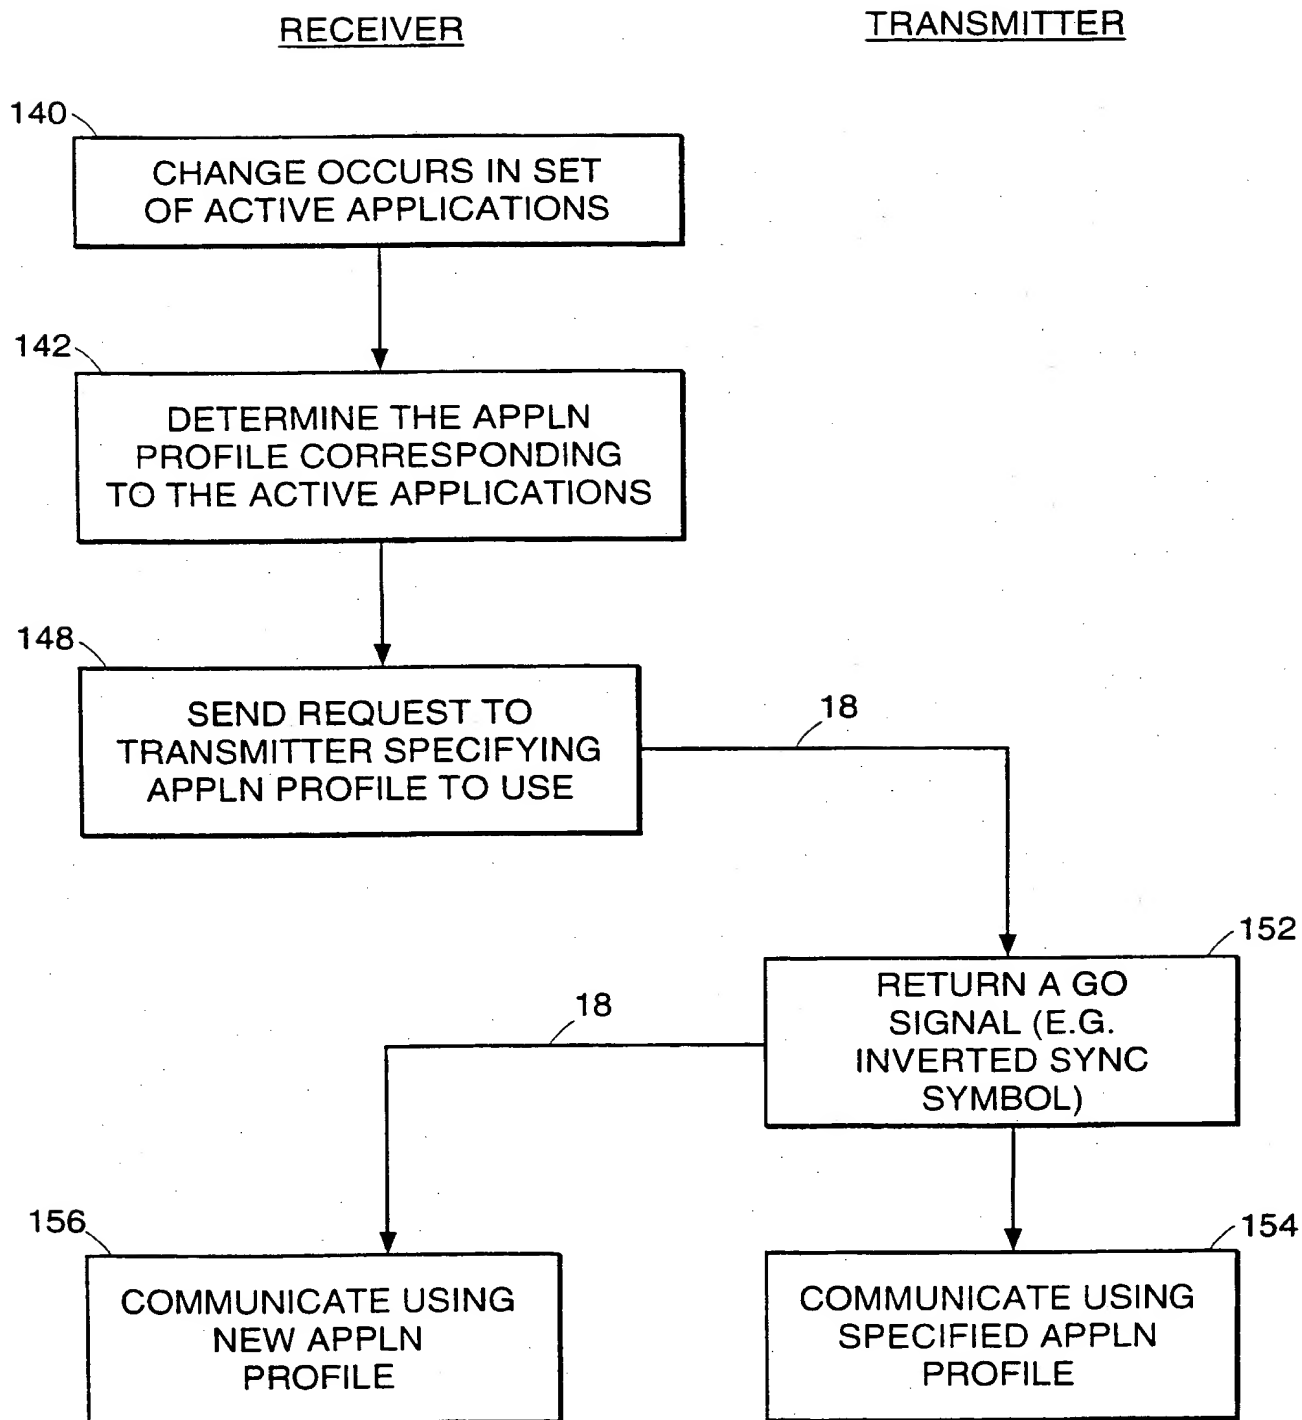 RECEIVER
TRANSMITTER
140
CHANGE OCCURS IN SET
OF ACTIVE APPLICATIONS
142
DETERMINE THE APPLN
PROFILE CORRESPONDING
TO THE ACTIVE APPLICATIONS
148
SEND REQUEST TO
TRANSMITTER SPECIFYING
APPLN PROFILE TO USE
18
152
RETURN A GO
SIGNAL (E.G.
INVERTED SYNC
SYMBOL)
18
156
COMMUNICATE USING
NEW APPLN
PROFILE
154
COMMUNICATE USING
SPECIFIED APPLN
PROFILE